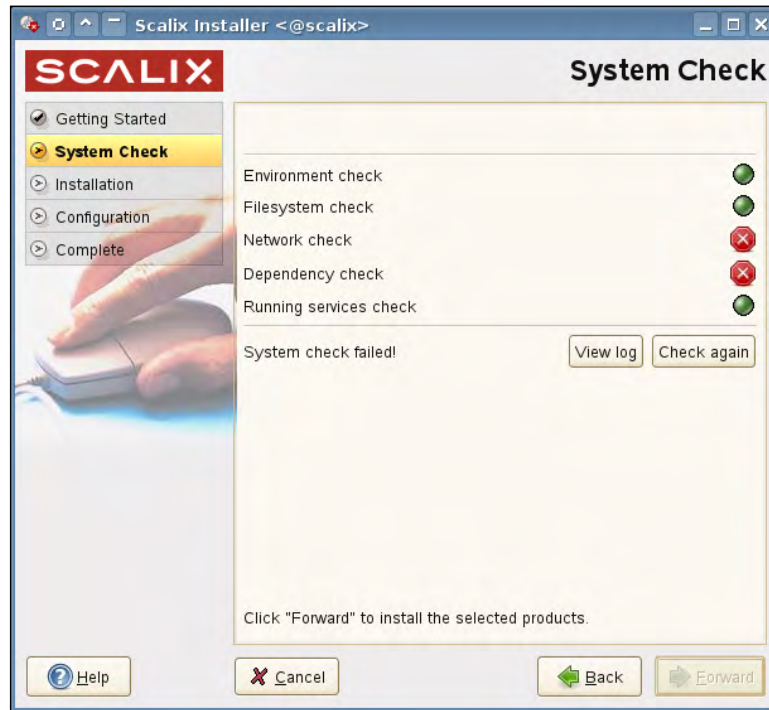 Scalix Installer <@scalix>
SCALIX
System Check
Getting Started
System Check
Installation
Configuration
Complete
Environment check
Filesystem check
Network check
Dependency check
Running services check
System check failed!
View log
Check again
Click "Forward" to install the selected products.
Help
Cancel
Back
Forward